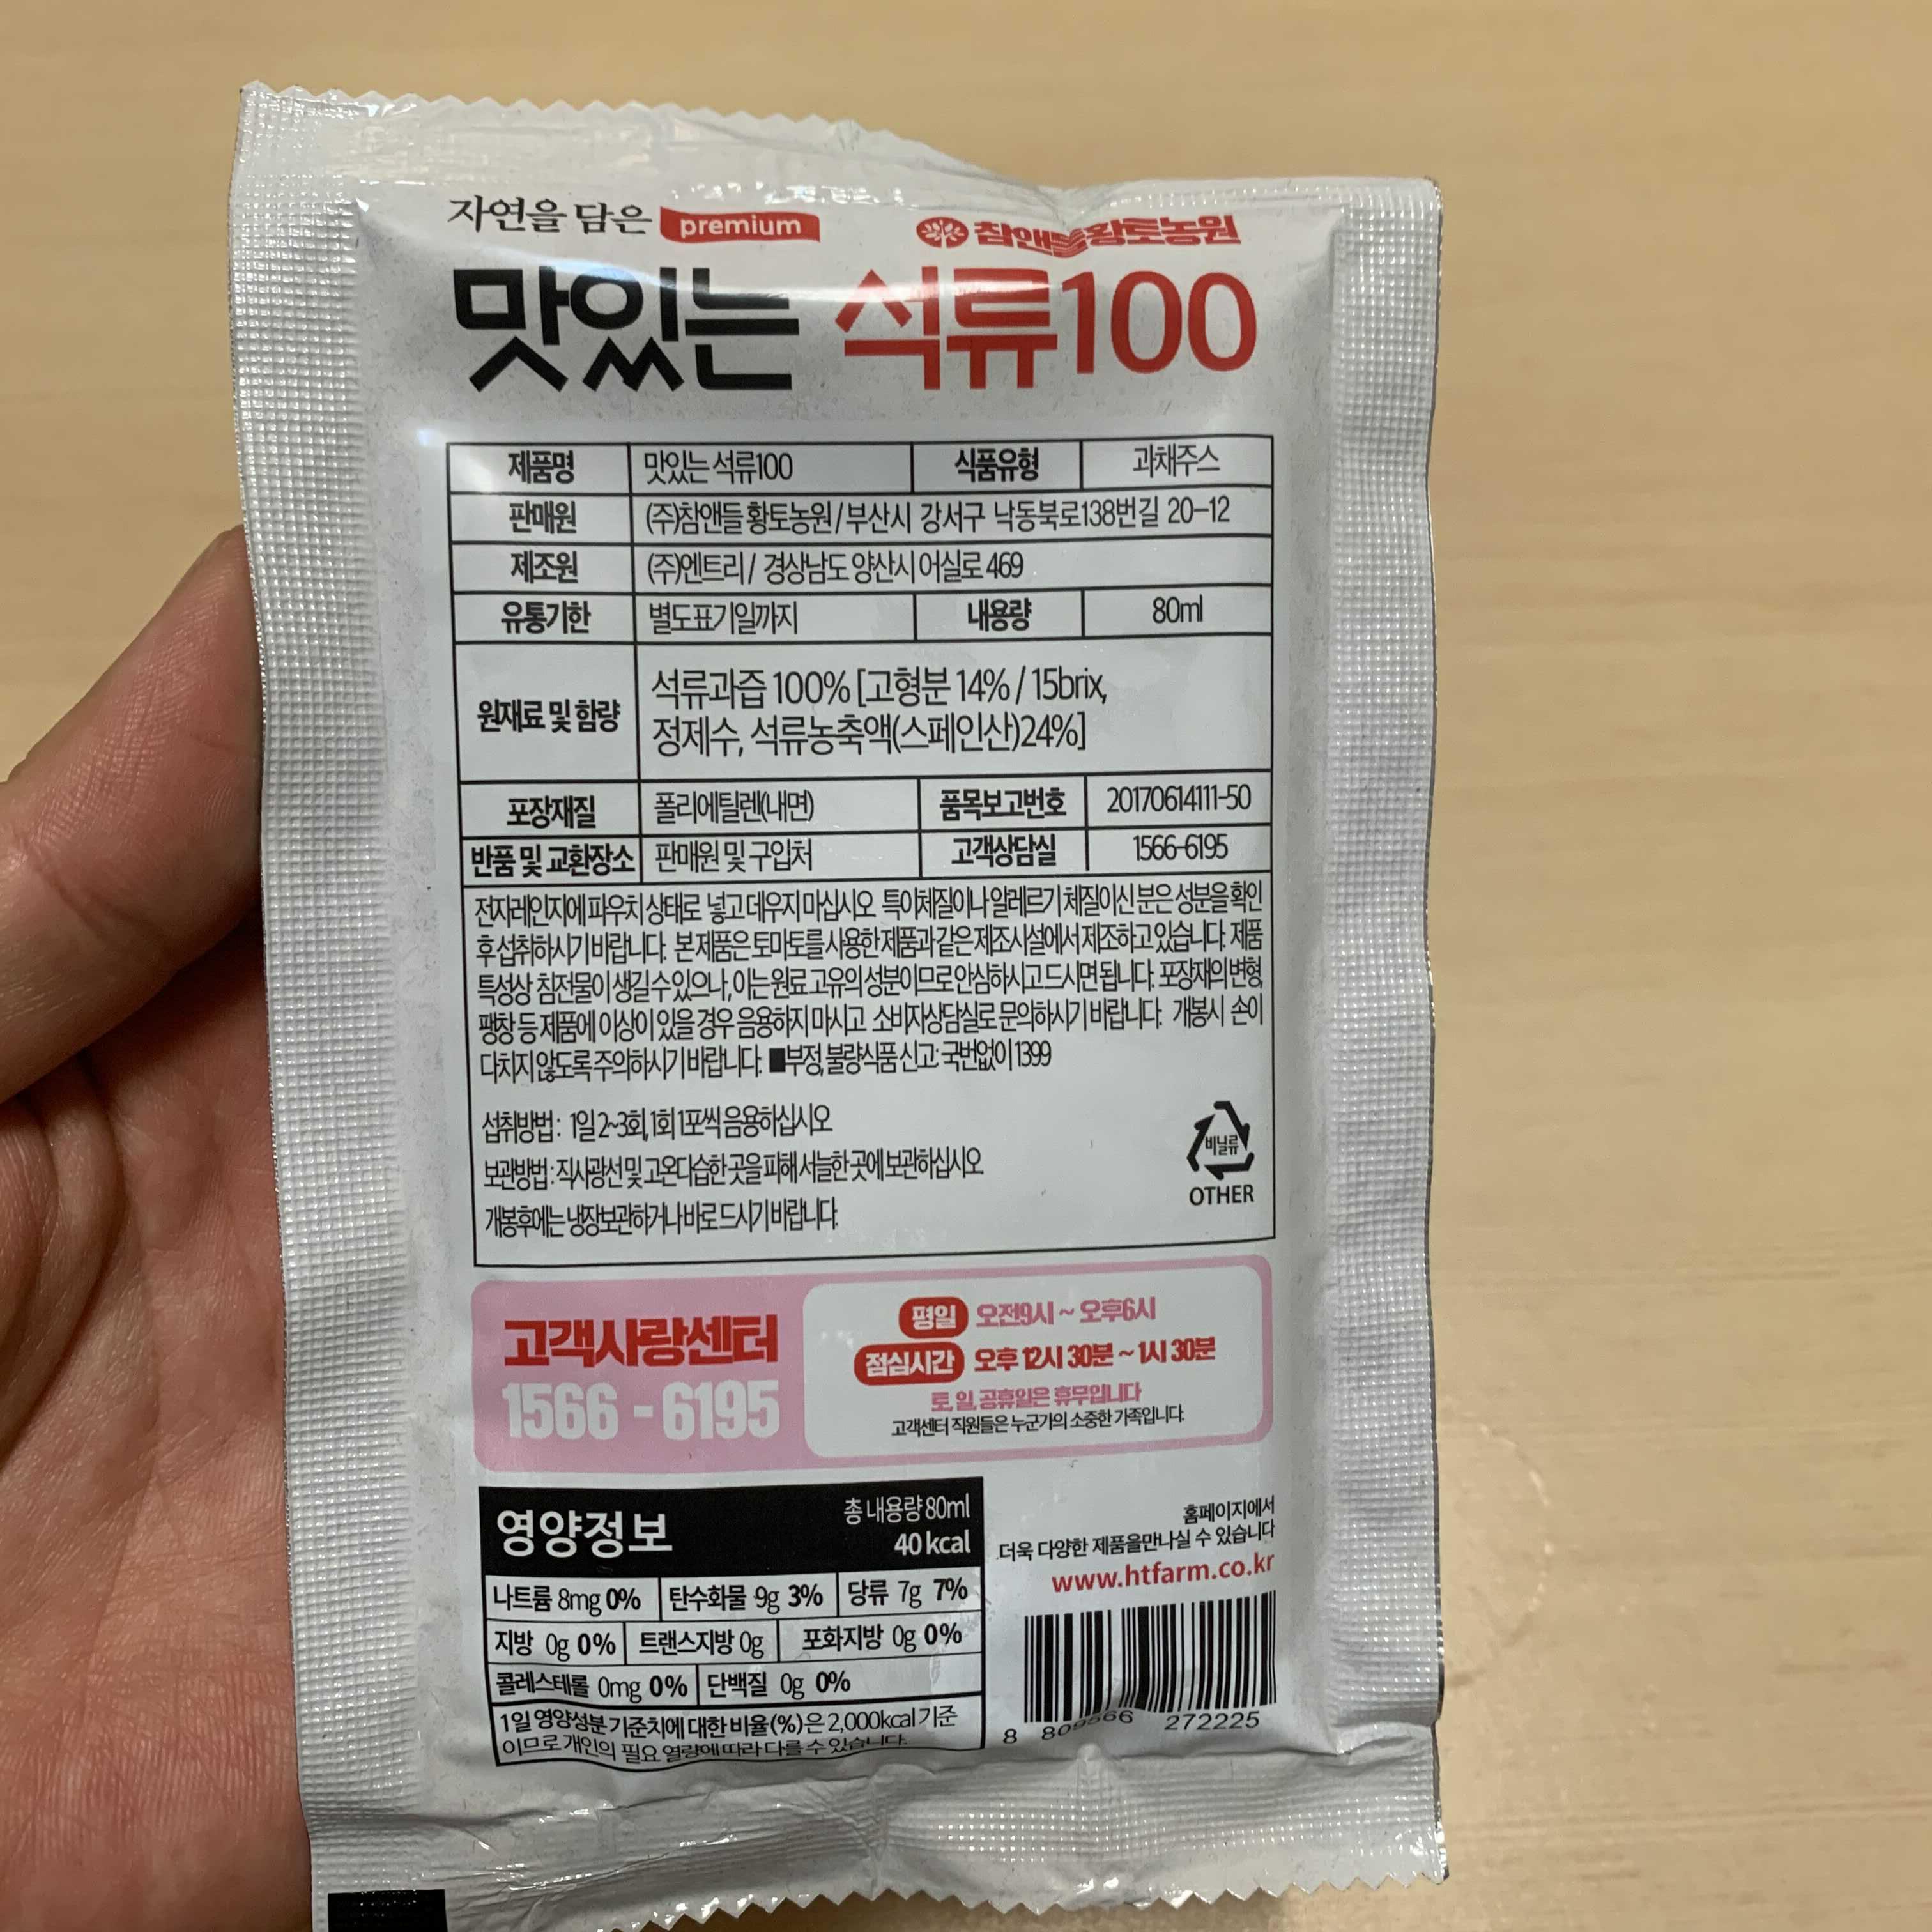 자연을 담은 premium 참앤들황토농원
맛있는 석류100
제품명 맛있는 석류100 식품유형 과채주스
판매원 (주)참앤들 황토농원 / 부산시 강서구 낙동북로138번길 20-12
제조원 (주)엔트리 / 경상남도 양산시 어실로 469
유통기한 별도표기일까지 내용량 80ml
원재료 및 함량 석류과즙 100% [고형분 14% / 15brix,
정제수, 석류농축액(스페인산)24%]
포장재질 폴리에틸렌(내면) 품목보고번호 20170614111-50
반품 및 교환장소 판매원 및 구입처 고객상담실 1566-6195
전자레인지에 파우치 상태로 넣고 데우지 마십시오. 특이체질이나 알레르기 체질이신 분은 성분을 확인
후 섭취하시기 바랍니다. 본 제품은 토마토를 사용한 제품과 같은 제조시설에서 제조하고 있습니다. 제품
특성상 침전물이 생길 수 있으나, 이는 원료 고유의 성분이므로 안심하시고 드시면 됩니다. 포장재의 변형,
팽창 등 제품에 이상이 있을 경우 음용하지 마시고 소비자상담실로 문의하시기 바랍니다. 개봉시 손이
다치지 않도록 주의하시기 바랍니다. ■부정, 불량식품 신고: 국번없이 1399
섭취방법 : 1일 2~3회, 1회 1포씩 음용하십시오
보관방법 : 직사광선 및 고온다습한 곳을 피해 서늘한 곳에 보관하십시오
개봉후에는 냉장보관하거나 바로 드시기 바랍니다.
비닐류
OTHER
고객사랑센터
1566 - 6195
평일 오전9시 ~ 오후6시
점심시간 오후 12시 30분 ~ 1시 30분
토, 일, 공휴일은 휴무입니다
고객센터 직원들은 누군가의 소중한 가족입니다.
영양정보 총 내용량 80ml
40 kcal
나트륨 8mg 0% 탄수화물 9g 3% 당류 7g 7%
지방 0g 0% 트랜스지방 0g 포화지방 0g 0%
콜레스테롤 0mg 0% 단백질 0g 0%
1일 영양성분 기준치에 대한 비율(%)은 2,000kcal 기준
이므로 개인의 필요 열량에 따라 다를 수 있습니다.
홈페이지에서
더욱 다양한 제품을만나실 수 있습니다
www.htfarm.co.kr
8 809566 272225